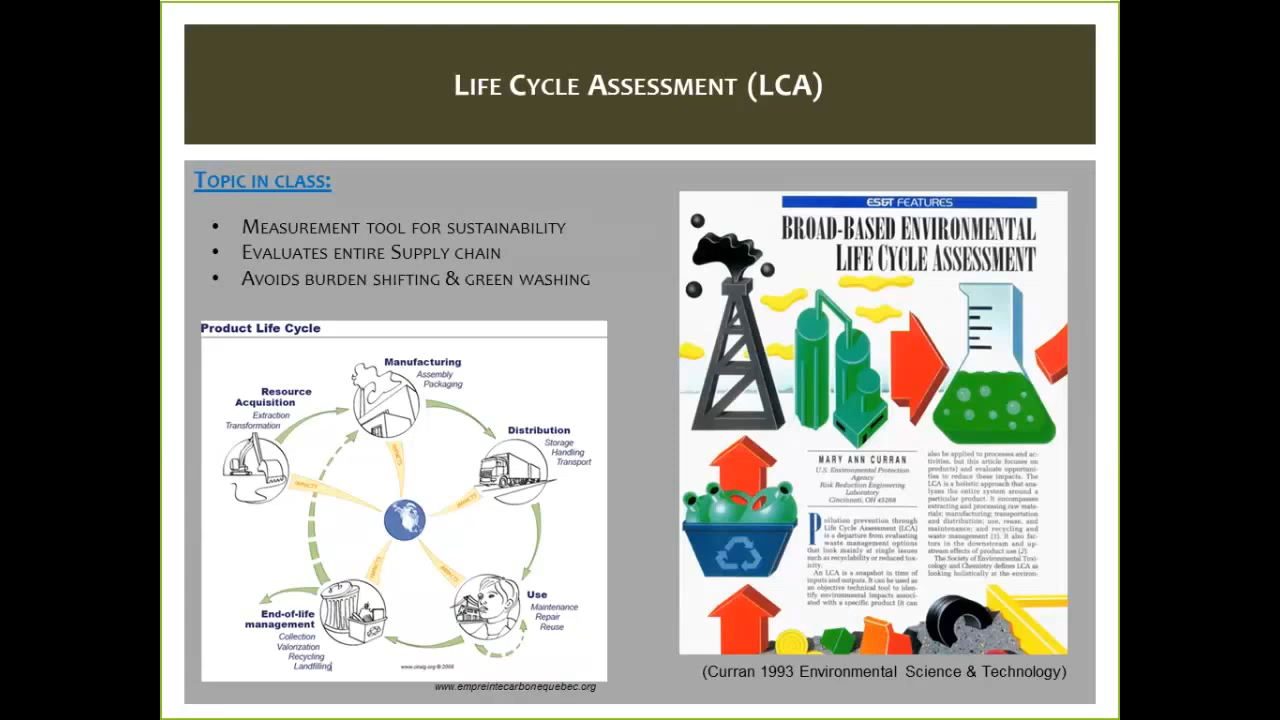 LIFE CYCLE ASSESSMENT (LCA)
TOPIC IN CLASS:
• MEASUREMENT TOOL FOR SUSTAINABILITY
• EVALUATES ENTIRE SUPPLY CHAIN
• AVOIDS BURDEN SHIFTING & GREEN WASHING
Product Life Cycle
Manufacturing
Assembly
Packaging
Resource
Acquisition
Extraction
Transformation
Distribution
Storage
Handling
Transport
IMPACTS
IMPACTS
IMPACTS
IMPACTS
IMPACTS
Use
Maintenance
Repair
Reuse
End-of-life
management
Collection
Valorization
Recycling
Landfilling
www.ciraig.org © 2008
www.empreintecarbonequebec.org
ES&T FEATURES
BROAD-BASED ENVIRONMENTAL
LIFE CYCLE ASSESSMENT
MARY ANN CURRAN
U.S. Environmental Protection
Agency
Risk Reduction Engineering
Laboratory
Cincinnati, OH 45268
Pollution prevention through
Life Cycle Assessment (LCA)
is a departure from evaluating
waste management options
that look mainly at single issues
such as recyclability or reduced tox-
icity.
An LCA is a snapshot in time of
inputs and outputs. It can be used as
an objective technical tool to iden-
tify environmental impacts associ-
ated with a specific product (it can
also be applied to processes and ac-
tivities, but this article focuses on
products) and evaluate opportuni-
ties to reduce these impacts. The
LCA is a holistic approach that ana-
lyzes the entire system around a
particular product. It encompasses
extracting and processing raw mate-
rials; manufacturing; transportation
and distribution; use, reuse, and
maintenance; and recycling and
waste management (1). It also fac-
tors in the downstream and up-
stream effects of product use (2).
The Society of Environmental Toxi-
cology and Chemistry defines LCA as
looking holistically at the environ-
(Curran 1993 Environmental Science & Technology)